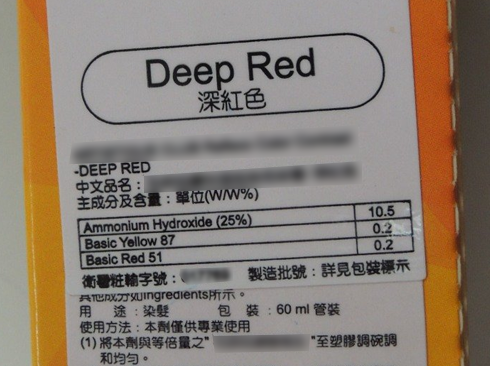 Deep Red
深紅色
-DEEP RED
中文品名：
主成分及含量：單位(W/W%)
Ammonium Hydroxide (25%) 10.5
Basic Yellow 87 0.2
Basic Red 51 0.2
衛署粧輸字號： 製造批號：詳見包裝標示
其他成分如Ingredients所示。
用　途：染髮　包　裝：60 ml 管裝
使用方法：本劑僅供專業使用
(1) 將本劑與等倍量之" "至塑膠調碗調
和均勻。